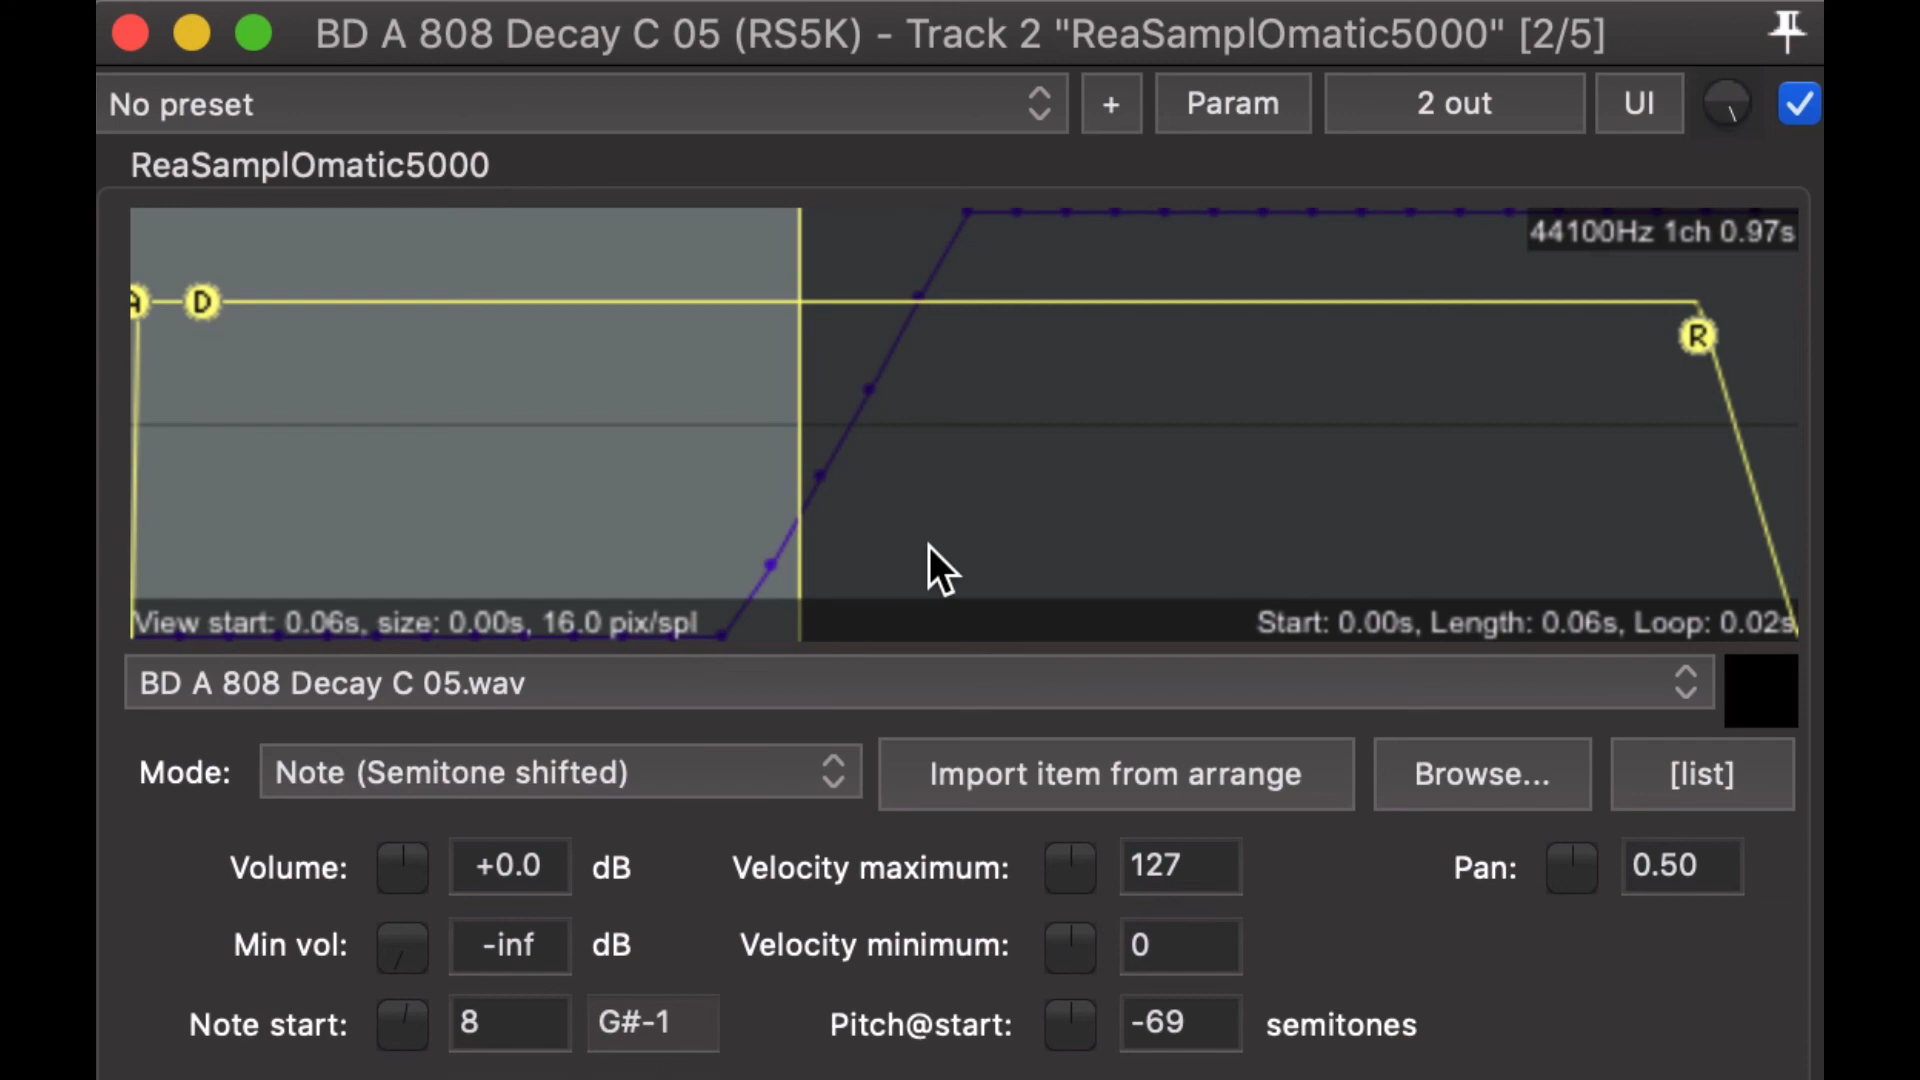 BD A 808 Decay C 05 (RS5K) - Track 2 "ReaSamplOmatic5000" [2/5]
No preset + Param 2 out UI
ReaSamplOmatic5000
44100Hz 1ch 0.97s
A D
R
View start: 0.06s, size: 0.00s, 16.0 pix/spl Start: 0.00s, Length: 0.06s, Loop: 0.02s
BD A 808 Decay C 05.wav
Mode: Note (Semitone shifted) Import item from arrange Browse... [list]
Volume: +0.0 dB Velocity maximum: 127 Pan: 0.50
Min vol: -inf dB Velocity minimum: 0
Note start: 8 G#-1 Pitch@start: -69 semitones